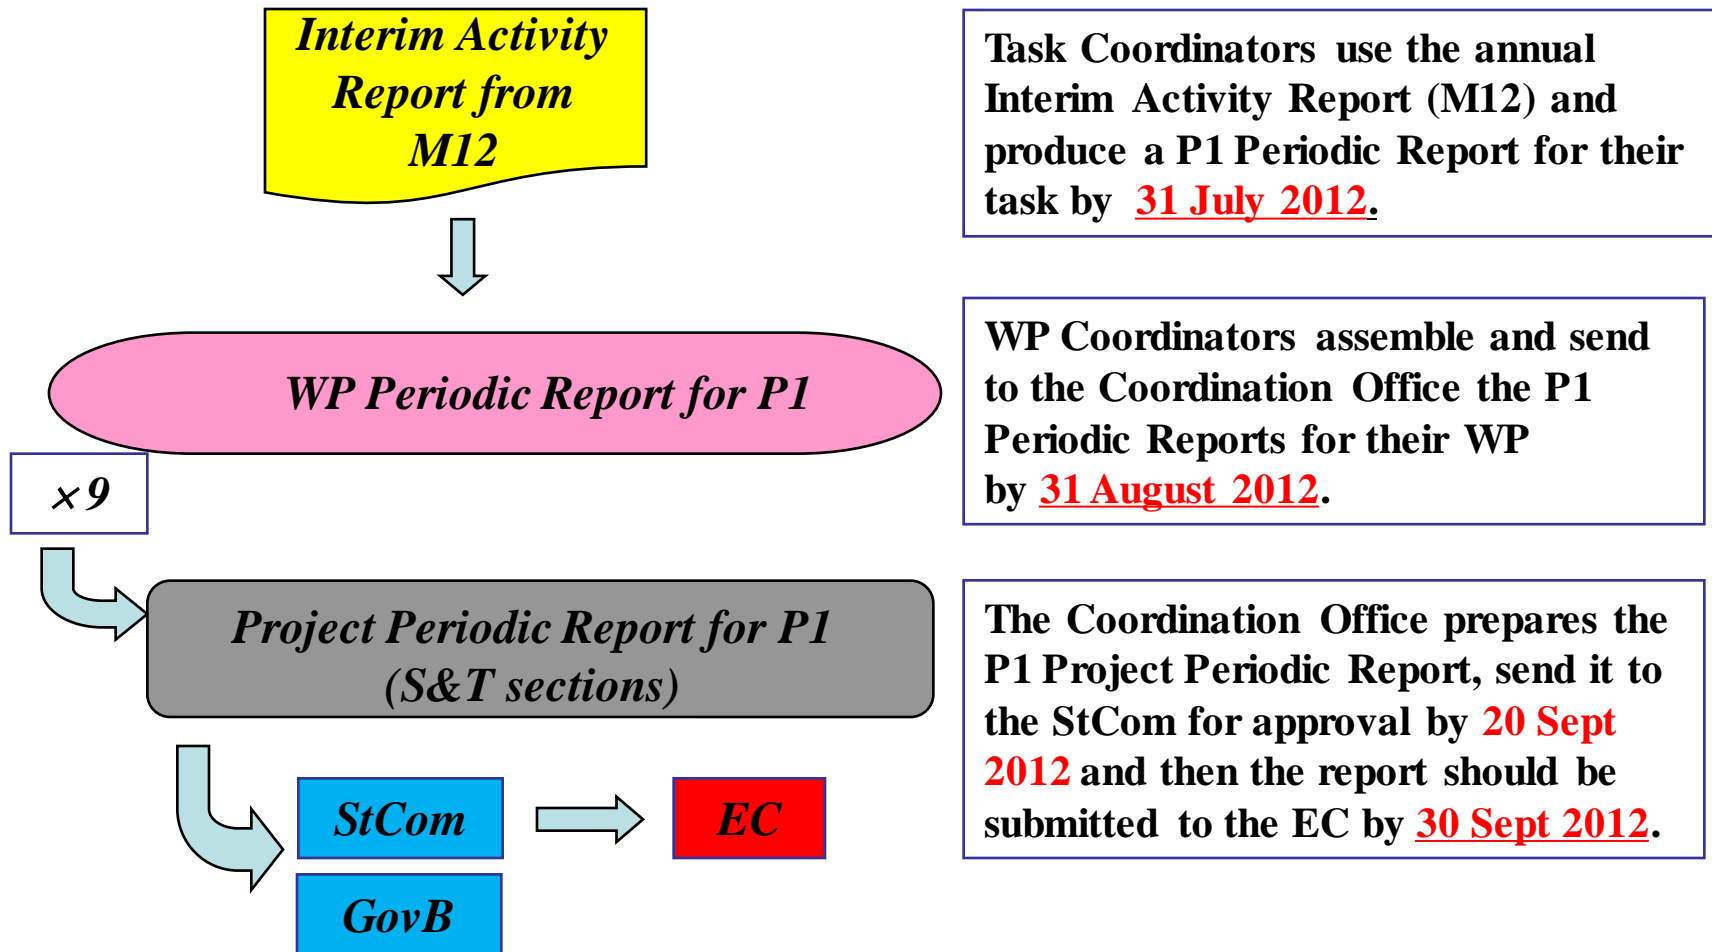 Interim Activity
Report from
M12
Task Coordinators use the annual
Interim Activity Report (M12) and
produce a P1 Periodic Report for their
task by 31 July 2012.
WP Periodic Report for P1
×9
WP Coordinators assemble and send
to the Coordination Office the P1
Periodic Reports for their WP
by 31 August 2012.
Project Periodic Report for P1
(S&T sections)
The Coordination Office prepares the
P1 Project Periodic Report, send it to
the StCom for approval by 20 Sept
2012 and then the report should be
submitted to the EC by 30 Sept 2012.
StCom
EC
GovB